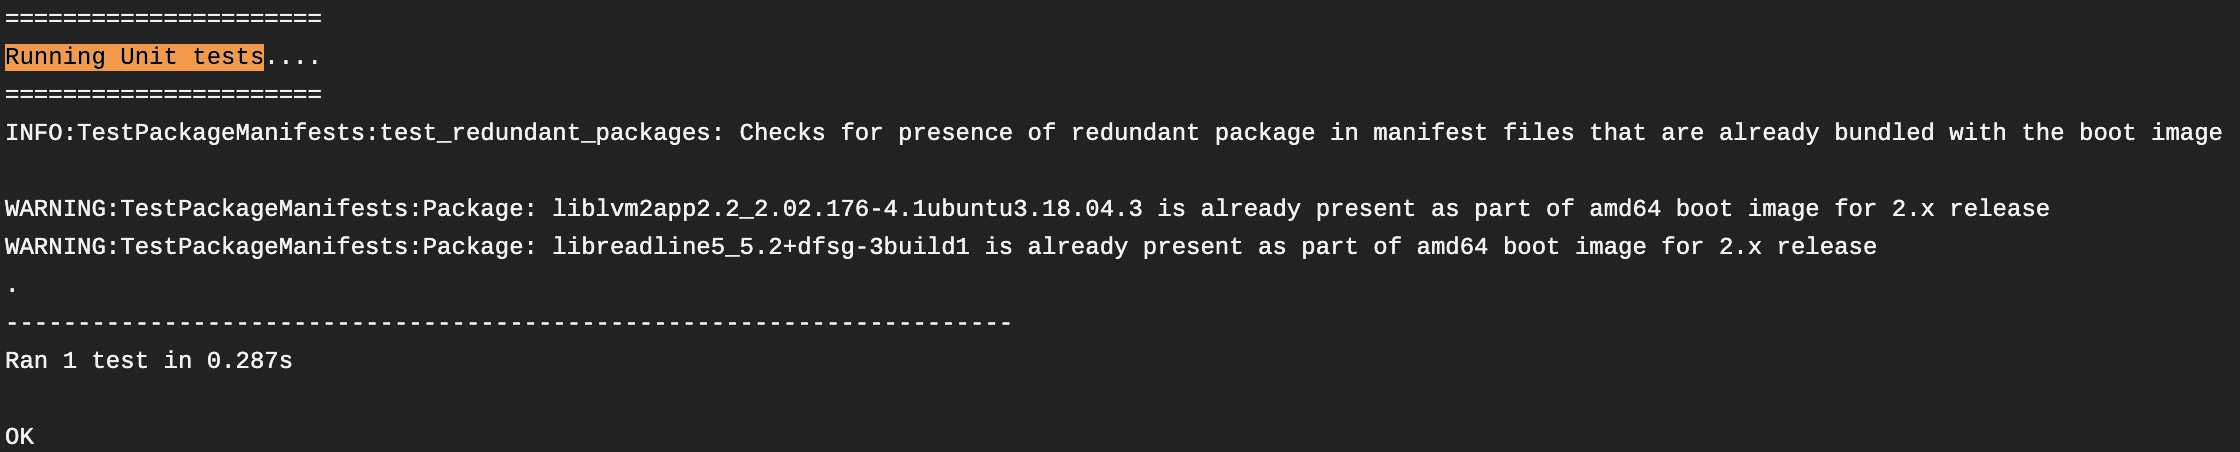 ======================
Running Unit tests....
======================
INFO:TestPackageManifests:test_redundant_packages: Checks for presence of redundant package in manifest files that are already bundled with the boot image
WARNING:TestPackageManifests:Package: liblvm2app2.2_2.02.176-4.1ubuntu3.18.04.3 is already present as part of amd64 boot image for 2.x release
WARNING:TestPackageManifests:Package: libreadline5_5.2+dfsg-3build1 is already present as part of amd64 boot image for 2.x release
.
----------------------------------------------------------------------
Ran 1 test in 0.287s
OK